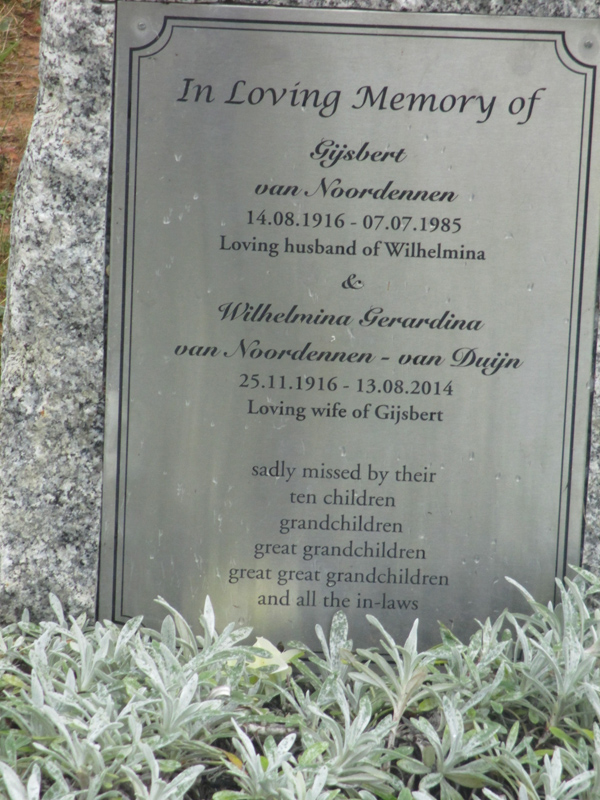 In Loving Memory of
Gijsbert
van Noordennen
14.08.1916 - 07.07.1985
Loving husband of Wilhelmina
&
Wilhelmina Gerardina
van Noordennen - van Duijn
25.11.1916 - 13.08.2014
Loving wife of Gijsbert
sadly missed by their
ten children
grandchildren
great grandchildren
great great grandchildren
and all the in-laws